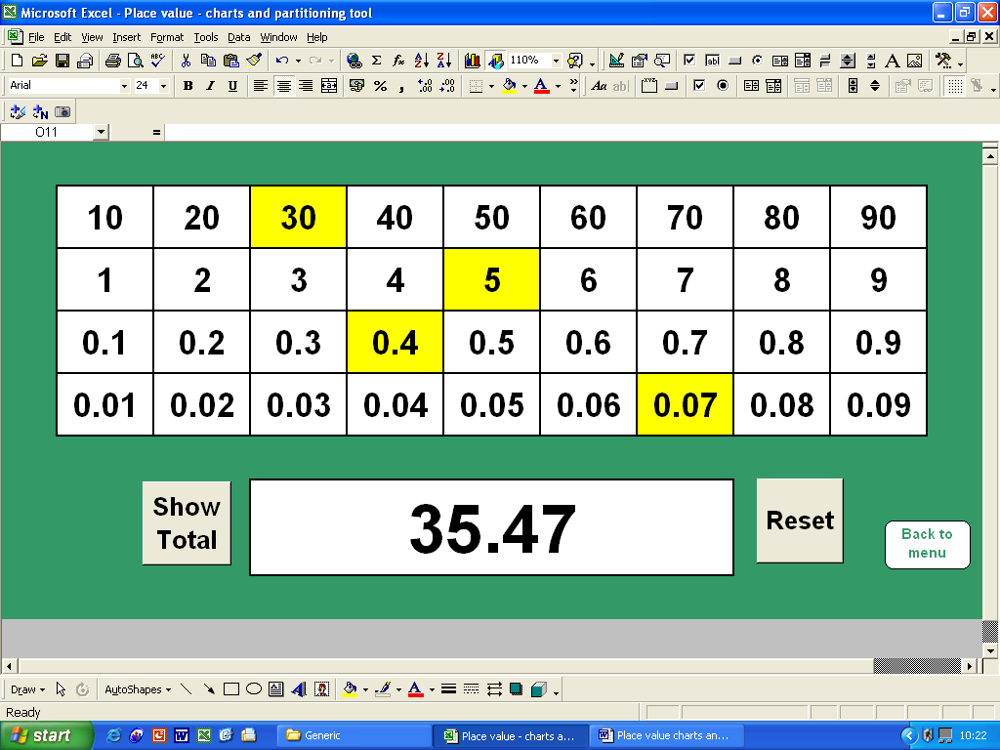 Microsoft Excel - Place value - charts and partitioning tool
File Edit View Insert Format Tools Data Window Help
110%
Arial 24 B I U
O11 =
10 20 30 40 50 60 70 80 90
1 2 3 4 5 6 7 8 9
0.1 0.2 0.3 0.4 0.5 0.6 0.7 0.8 0.9
0.01 0.02 0.03 0.04 0.05 0.06 0.07 0.08 0.09
Show
Total
35.47
Reset
Back to
menu
Draw AutoShapes
Ready
start Generic Place value - charts a... Place value charts an... 10:22